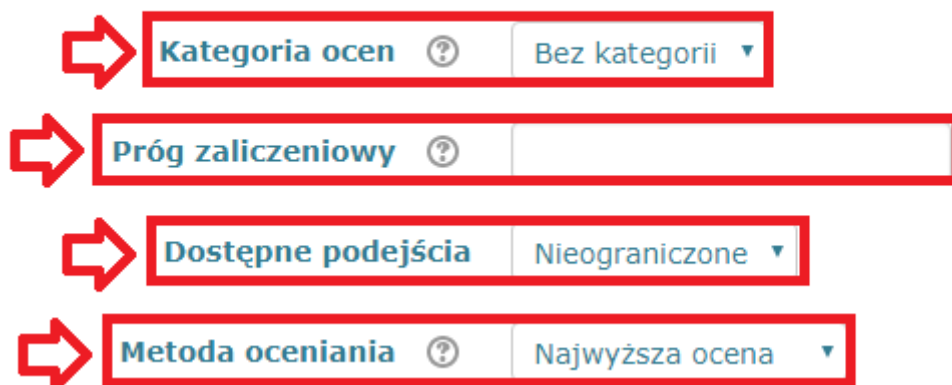 Kategoria ocen Bez kategorii
Próg zaliczeniowy
Dostępne podejścia Nieograniczone
Metoda oceniania Najwyższa ocena